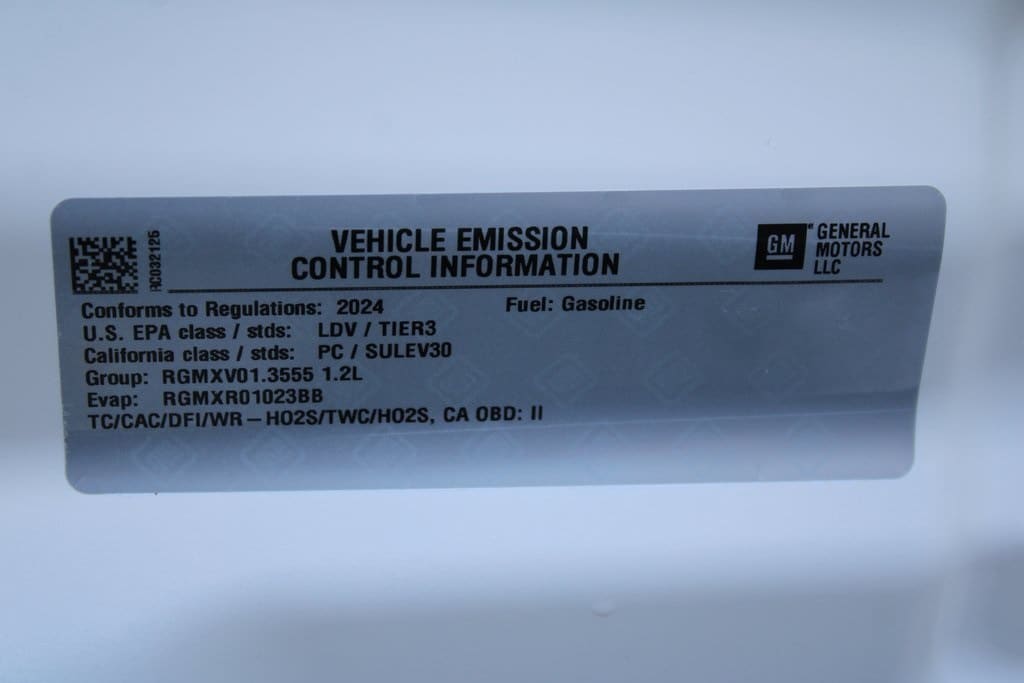 RC032125
VEHICLE EMISSION
CONTROL INFORMATION
GM
GENERAL
MOTORS
LLC
Conforms to Regulations: 2024 Fuel: Gasoline
U.S. EPA class / stds: LDV / TIER3
California class / stds: PC / SULEV30
Group: RGMXV01.3555 1.2L
Evap: RGMXR01023BB
TC/CAC/DFI/WR–HO2S/TWC/HO2S, CA OBD: II